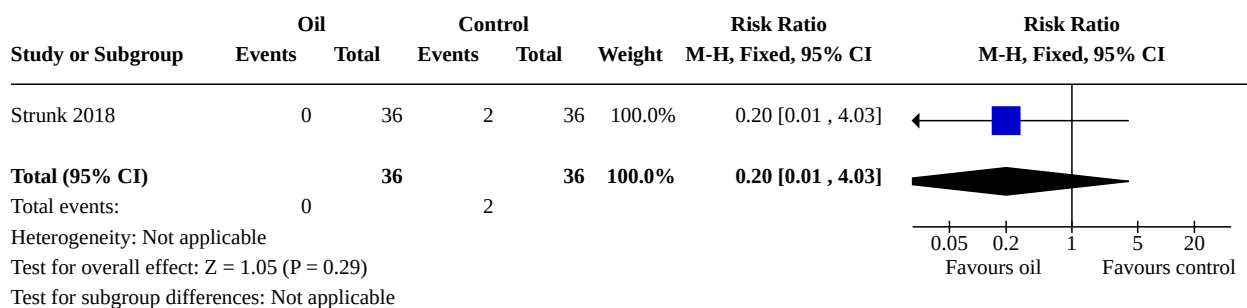 Oil Control Risk Ratio Risk Ratio
Study or Subgroup Events Total Events Total Weight M-H, Fixed, 95% CI M-H, Fixed, 95% CI
Strunk 2018 0 36 2 36 100.0% 0.20 [0.01 , 4.03]
Total (95% CI) 36 36 100.0% 0.20 [0.01 , 4.03]
Total events: 0 2
Heterogeneity: Not applicable
0.05 0.2 1 5 20
Test for overall effect: Z = 1.05 (P = 0.29) Favours oil Favours control
Test for subgroup differences: Not applicable